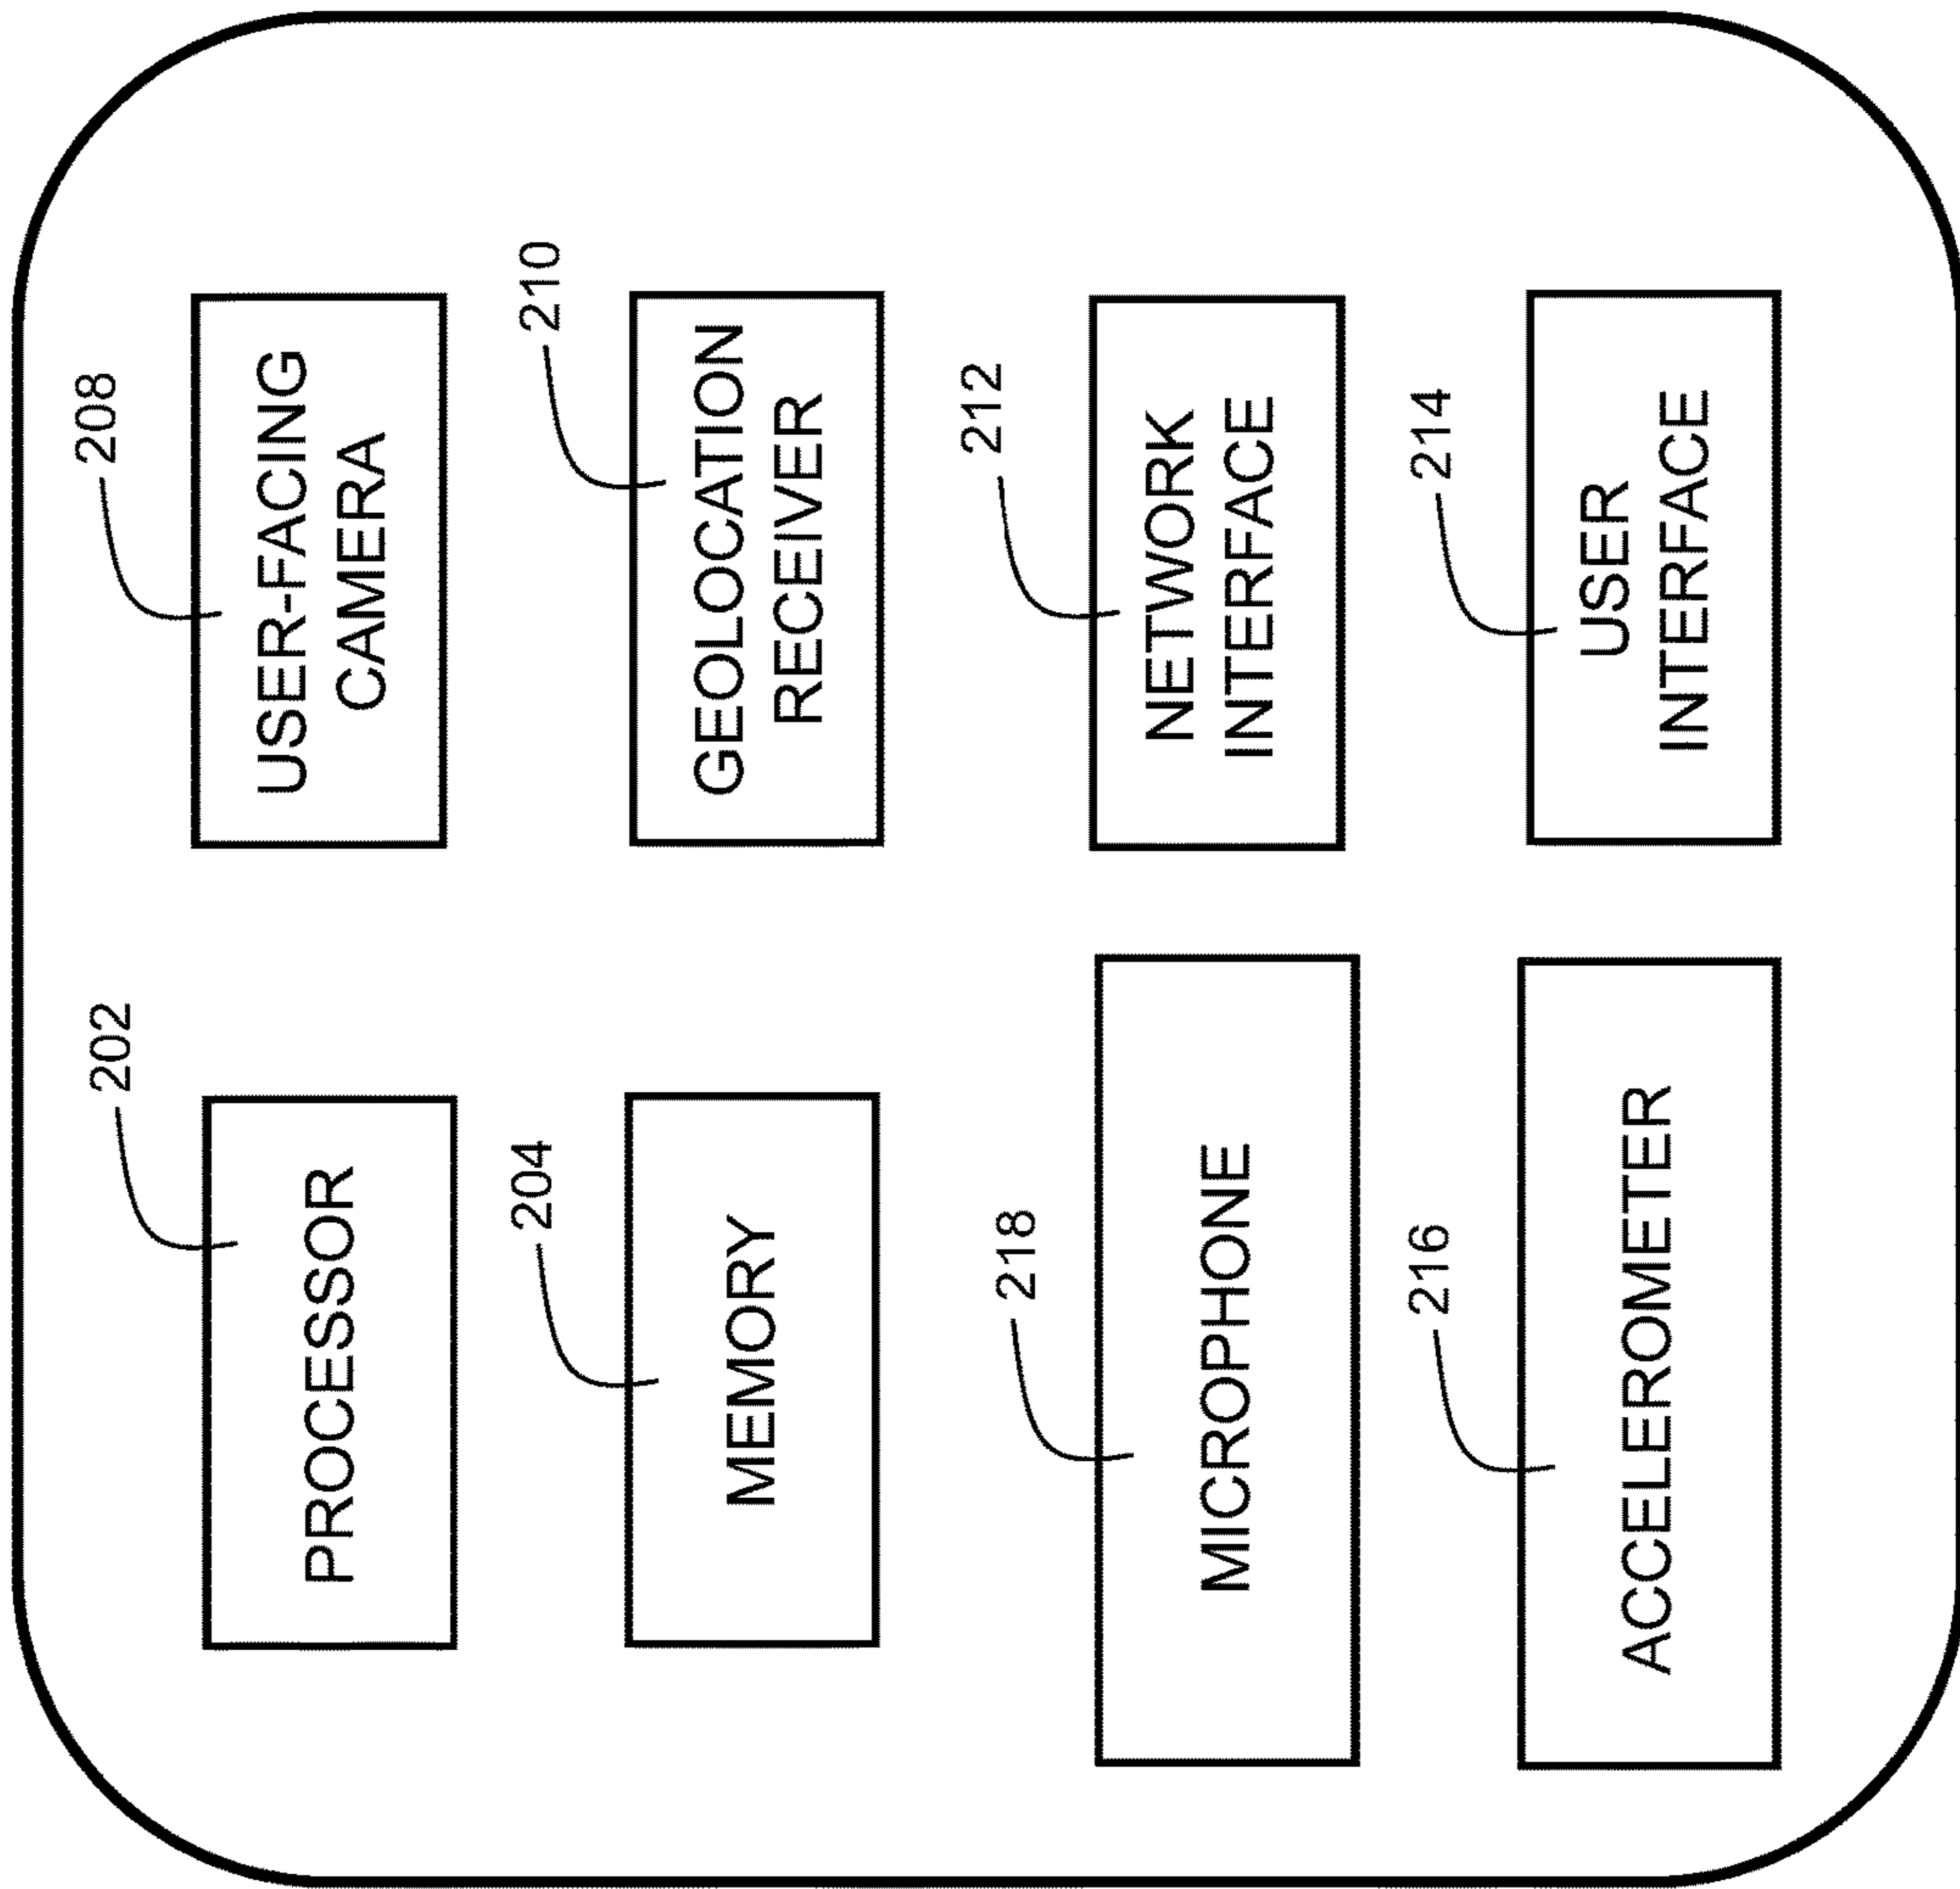 202
PROCESSOR
208
USER-FACING
CAMERA
204
MEMORY
210
GEOLOCATION
RECEIVER
218
MICROPHONE
212
NETWORK
INTERFACE
216
ACCELEROMETER
214
USER
INTERFACE